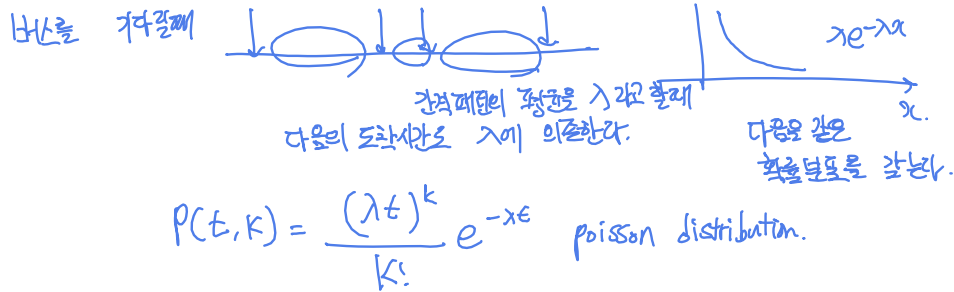 버스를 기다릴때
λe^{-λx}
x.
간격패턴의 평균을 λ라고 할때
다음의 도착시간도 λ에 의존한다.
다음과 같은
확률분포를 갖는다.
P(t,k) = \frac{(λt)^k}{k!} e^{-λt} poisson distribution.